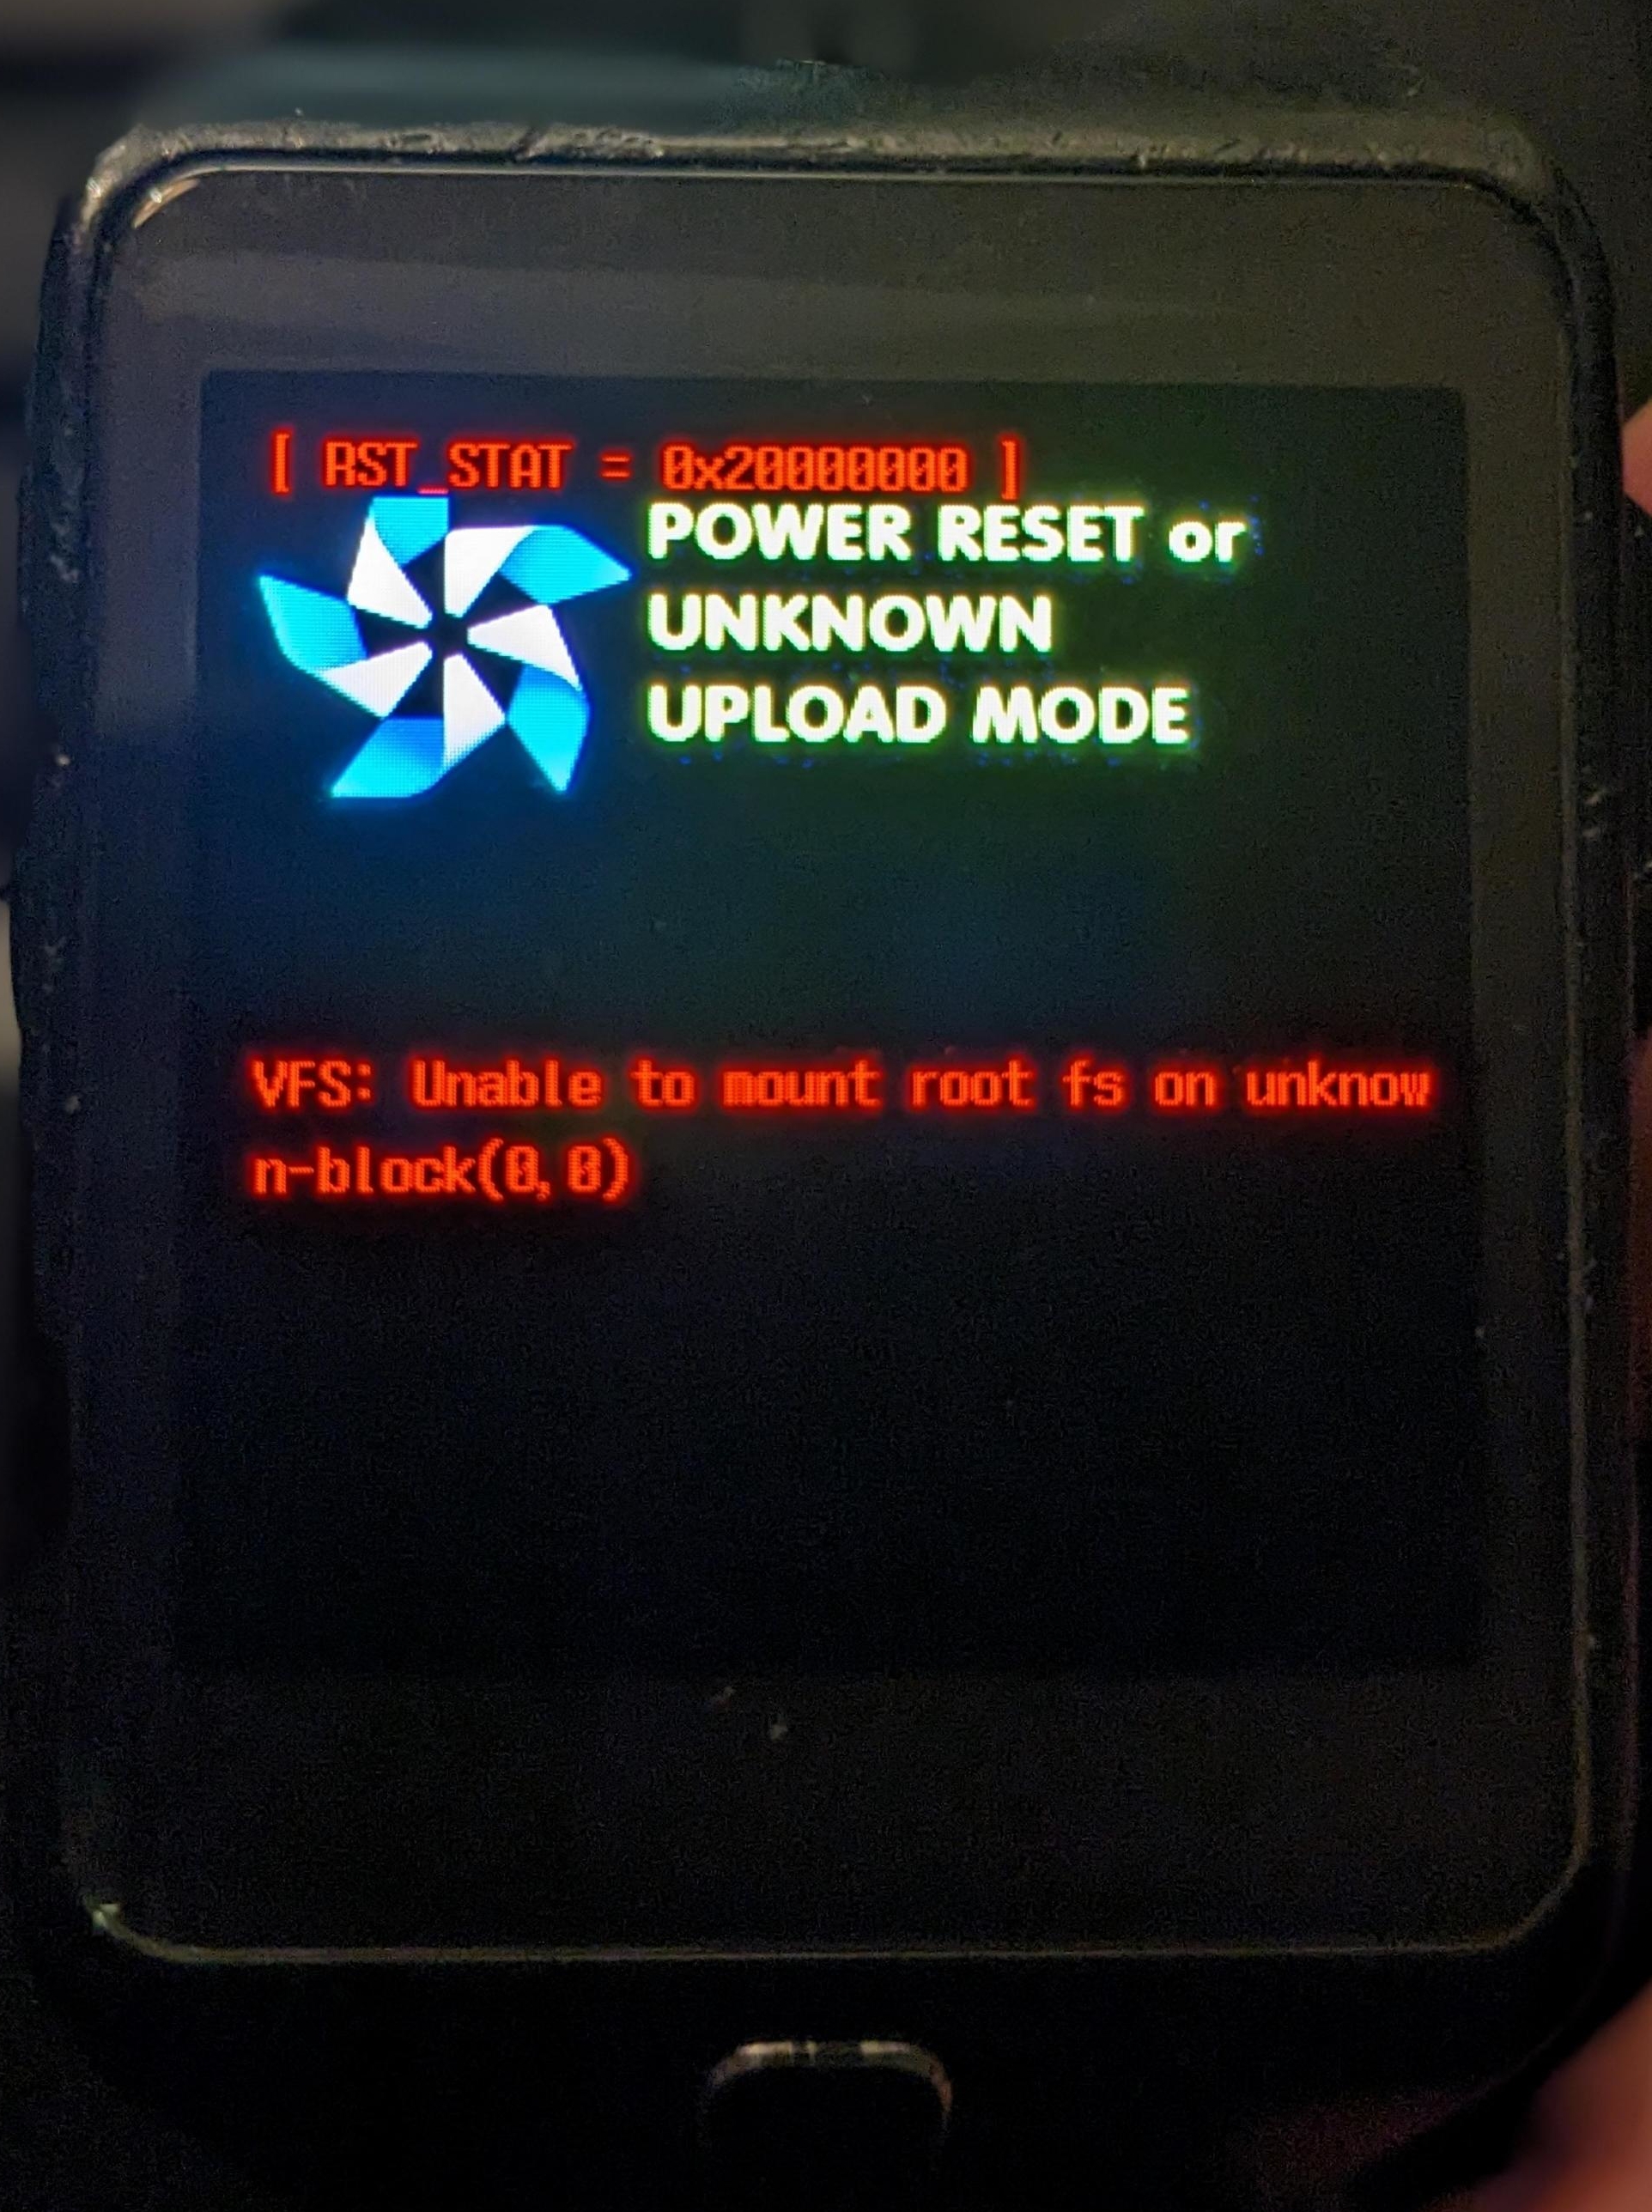 [ RST_STAT = 0x20000000 ]
POWER RESET or
UNKNOWN
UPLOAD MODE
VFS: Unable to mount root fs on unknow
n-block(0,0)